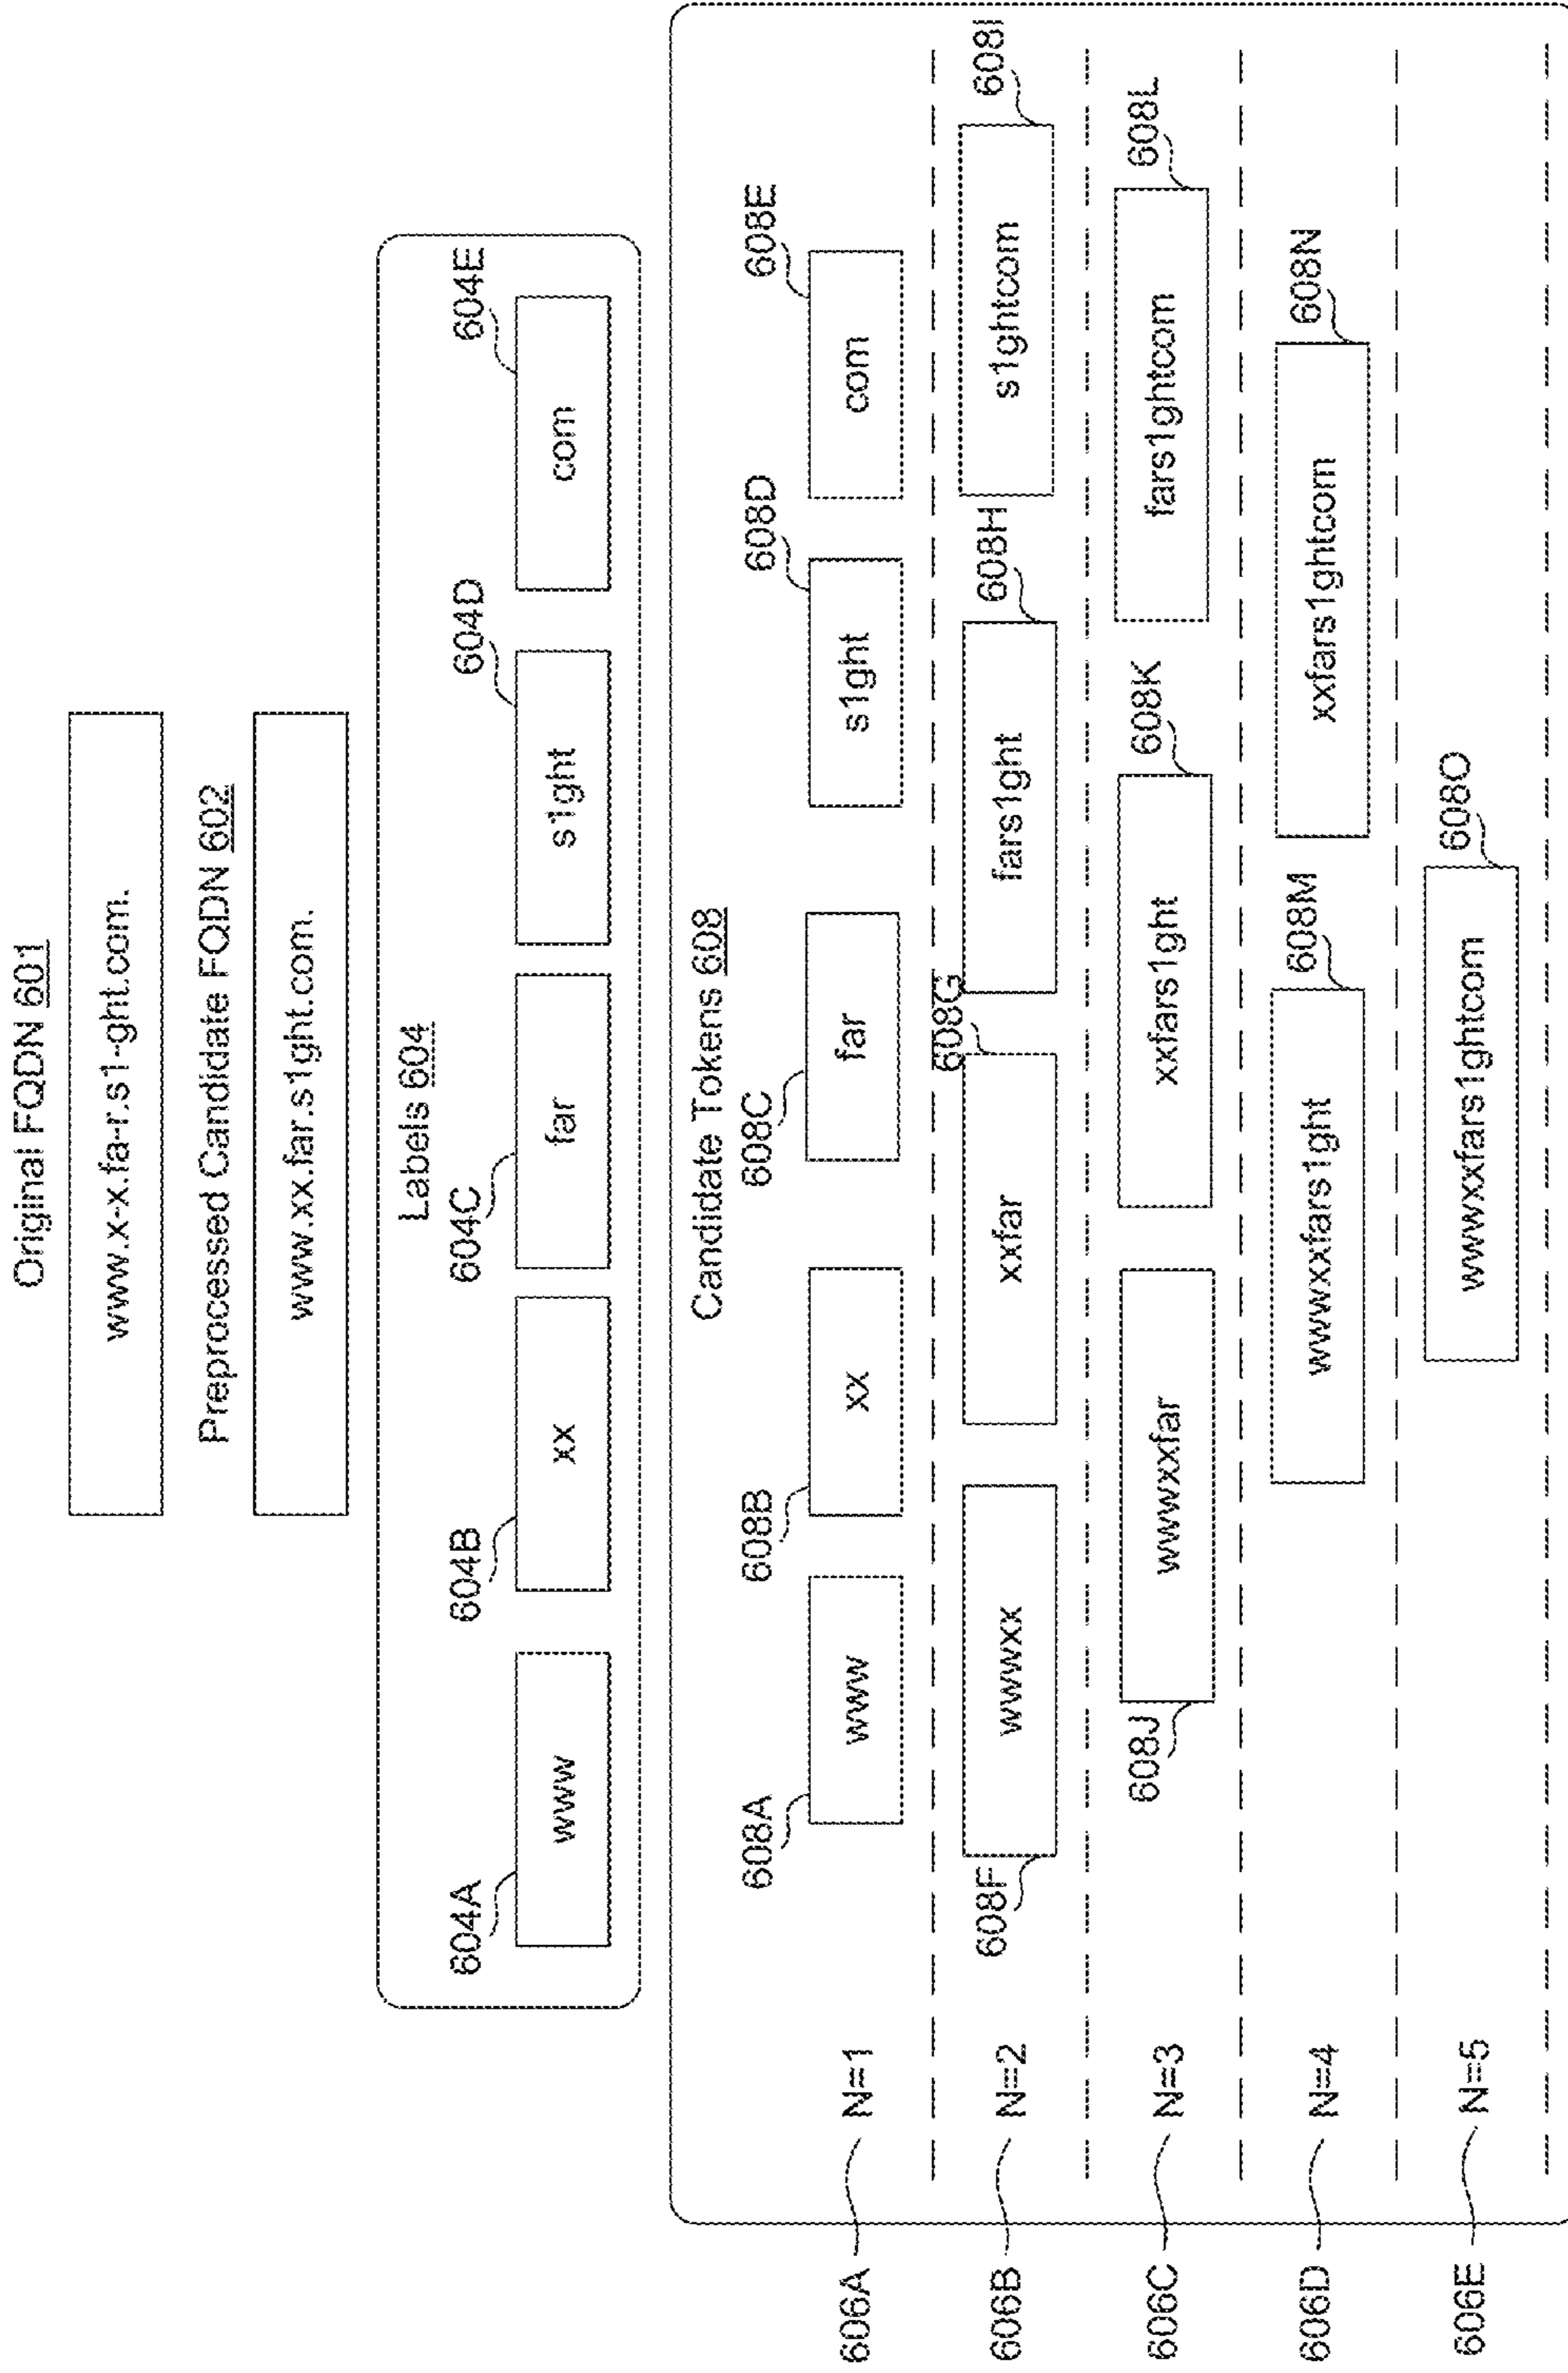 Original FQDN 601
www.x-x.fa-r.s1-ght.com.
Preprocessed Candidate FQDN 602
www.xx.far.s1ght.com.
Labels 604
604A 604B 604C 604D 604E
www xx far s1ght com
Candidate Tokens 608
608A 608B 608C 608D 608E
606A N=1 www xx far s1ght com
608F 608G 608H 608I
606B N=2 wwwxx xxfar fars1ght s1ghtcom
608J 608K 608L
606C N=3 wwwxxfar xxfars1ght fars1ghtcom
608M 608N
606D N=4 wwwxxfars1ght xxfars1ghtcom
608O
606E N=5 wwwxxfars1ghtcom